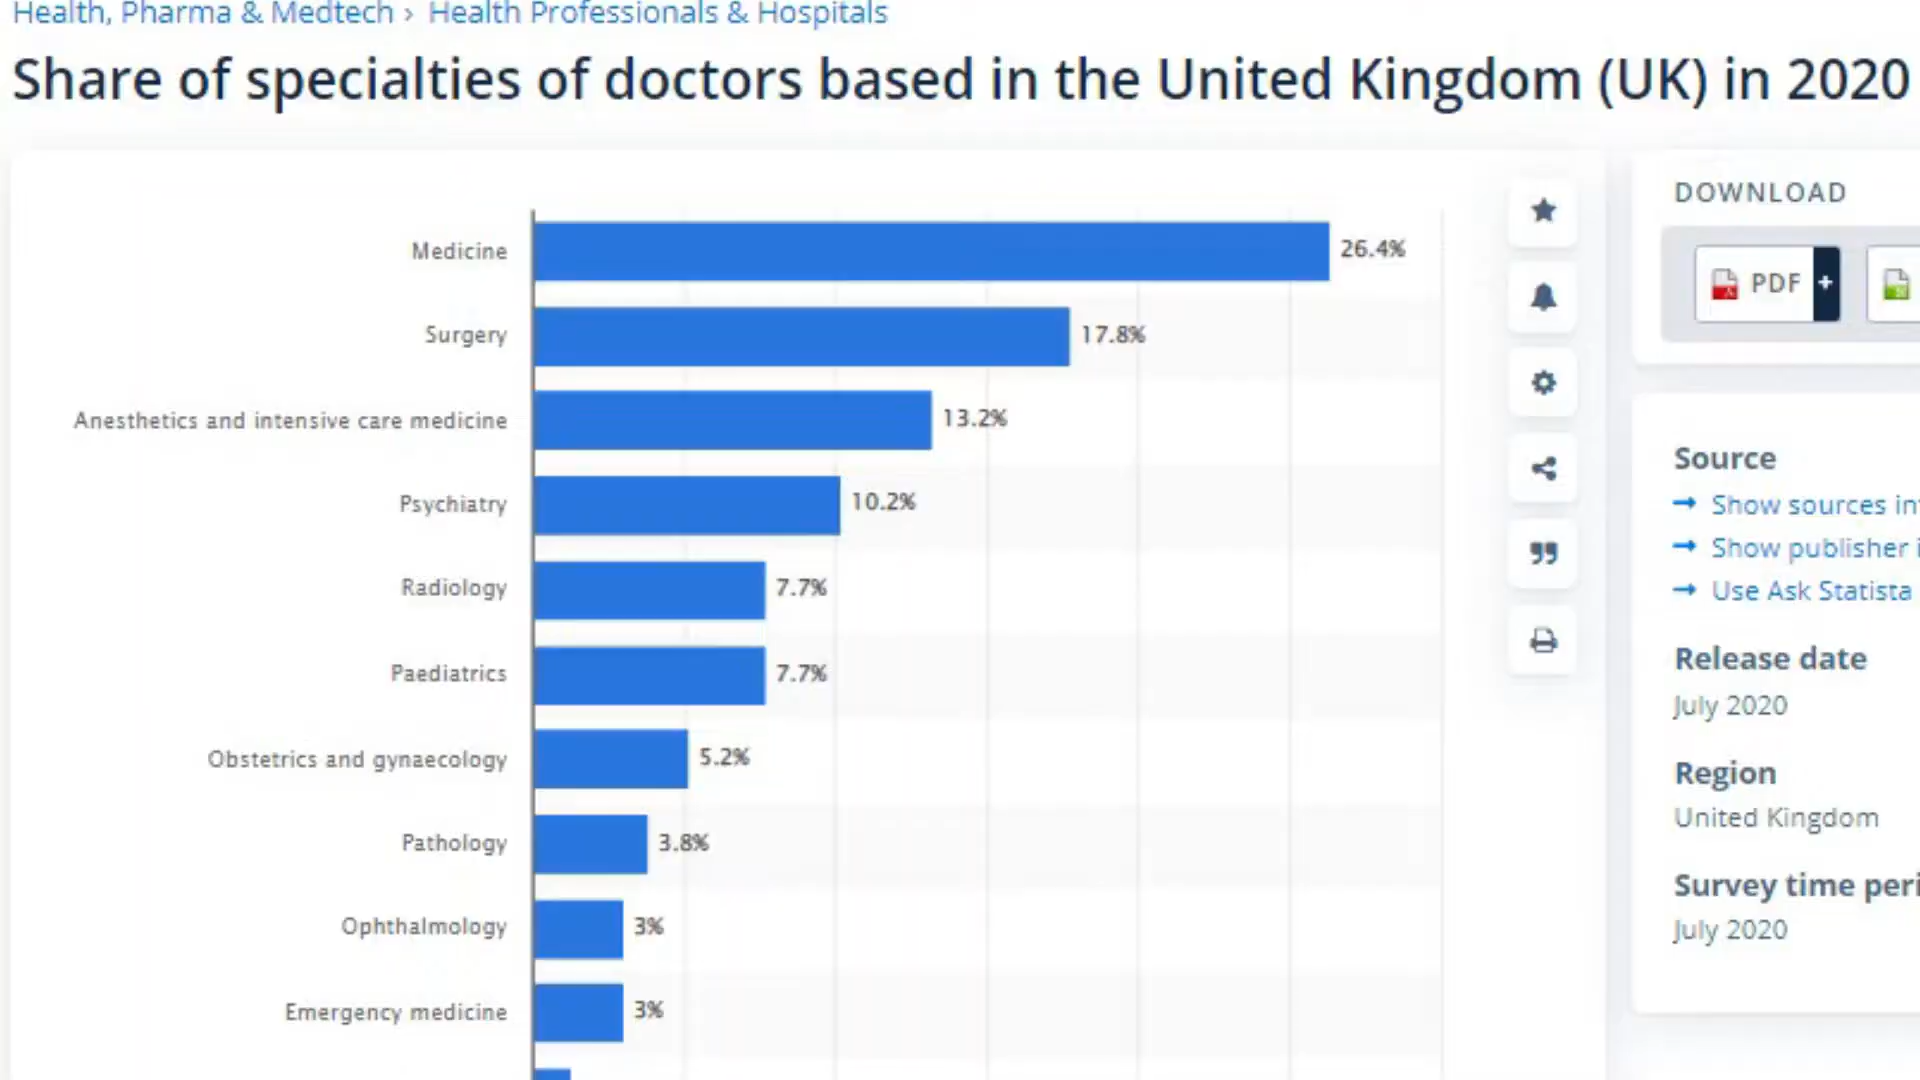 Health, Pharma & Medtech › Health Professionals & Hospitals
Share of specialties of doctors based in the United Kingdom (UK) in 2020
Medicine 26.4%
Surgery 17.8%
Anesthetics and intensive care medicine 13.2%
Psychiatry 10.2%
Radiology 7.7%
Paediatrics 7.7%
Obstetrics and gynaecology 5.2%
Pathology 3.8%
Ophthalmology 3%
Emergency medicine 3%
DOWNLOAD
PDF +
Source
→ Show sources
→ Show publisher
→ Use Ask Statista
Release date
July 2020
Region
United Kingdom
Survey time
July 2020